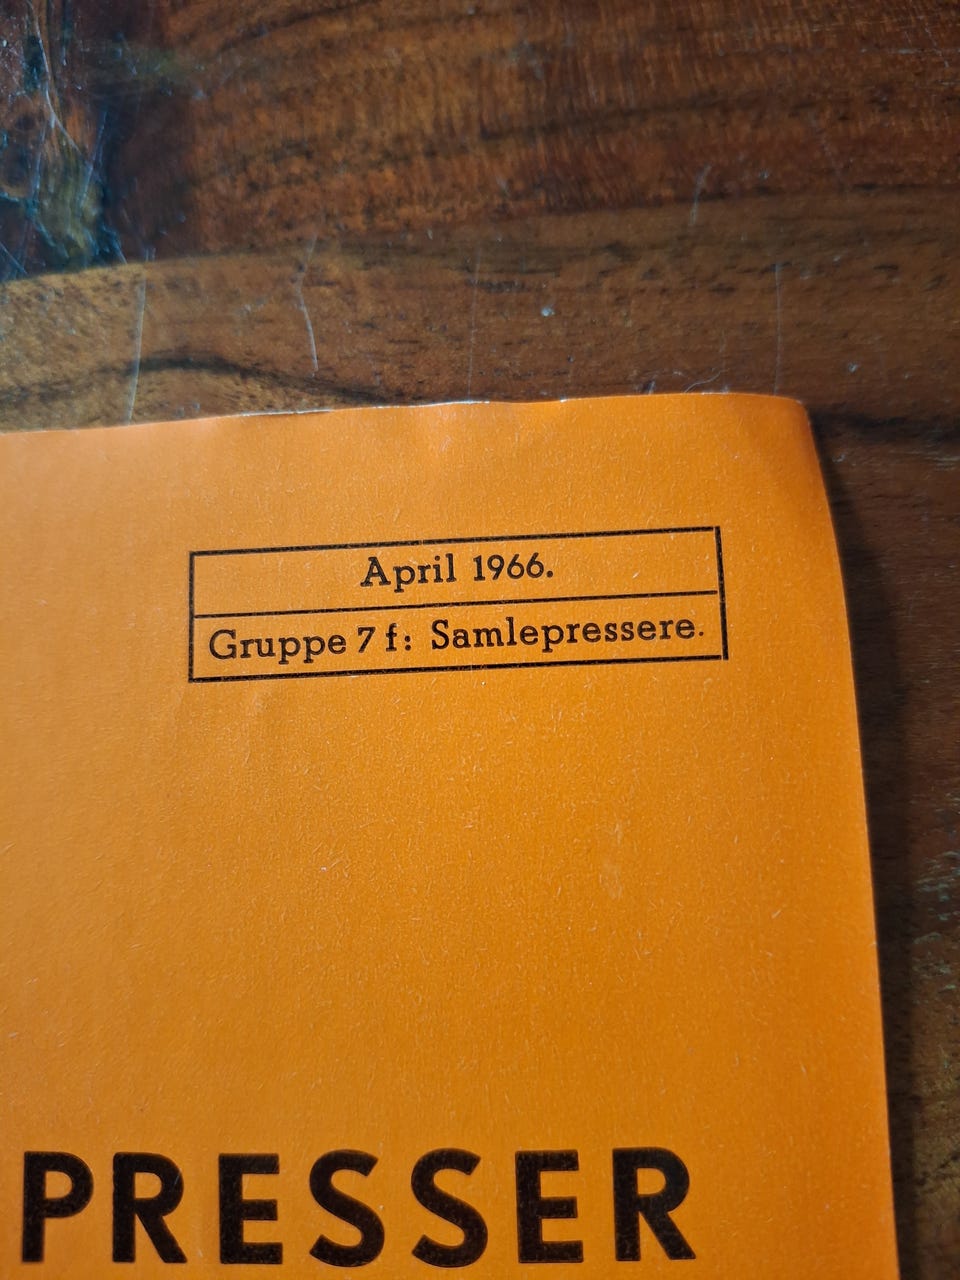 April 1966.
Gruppe 7 f: Samlepressere.
PRESSER